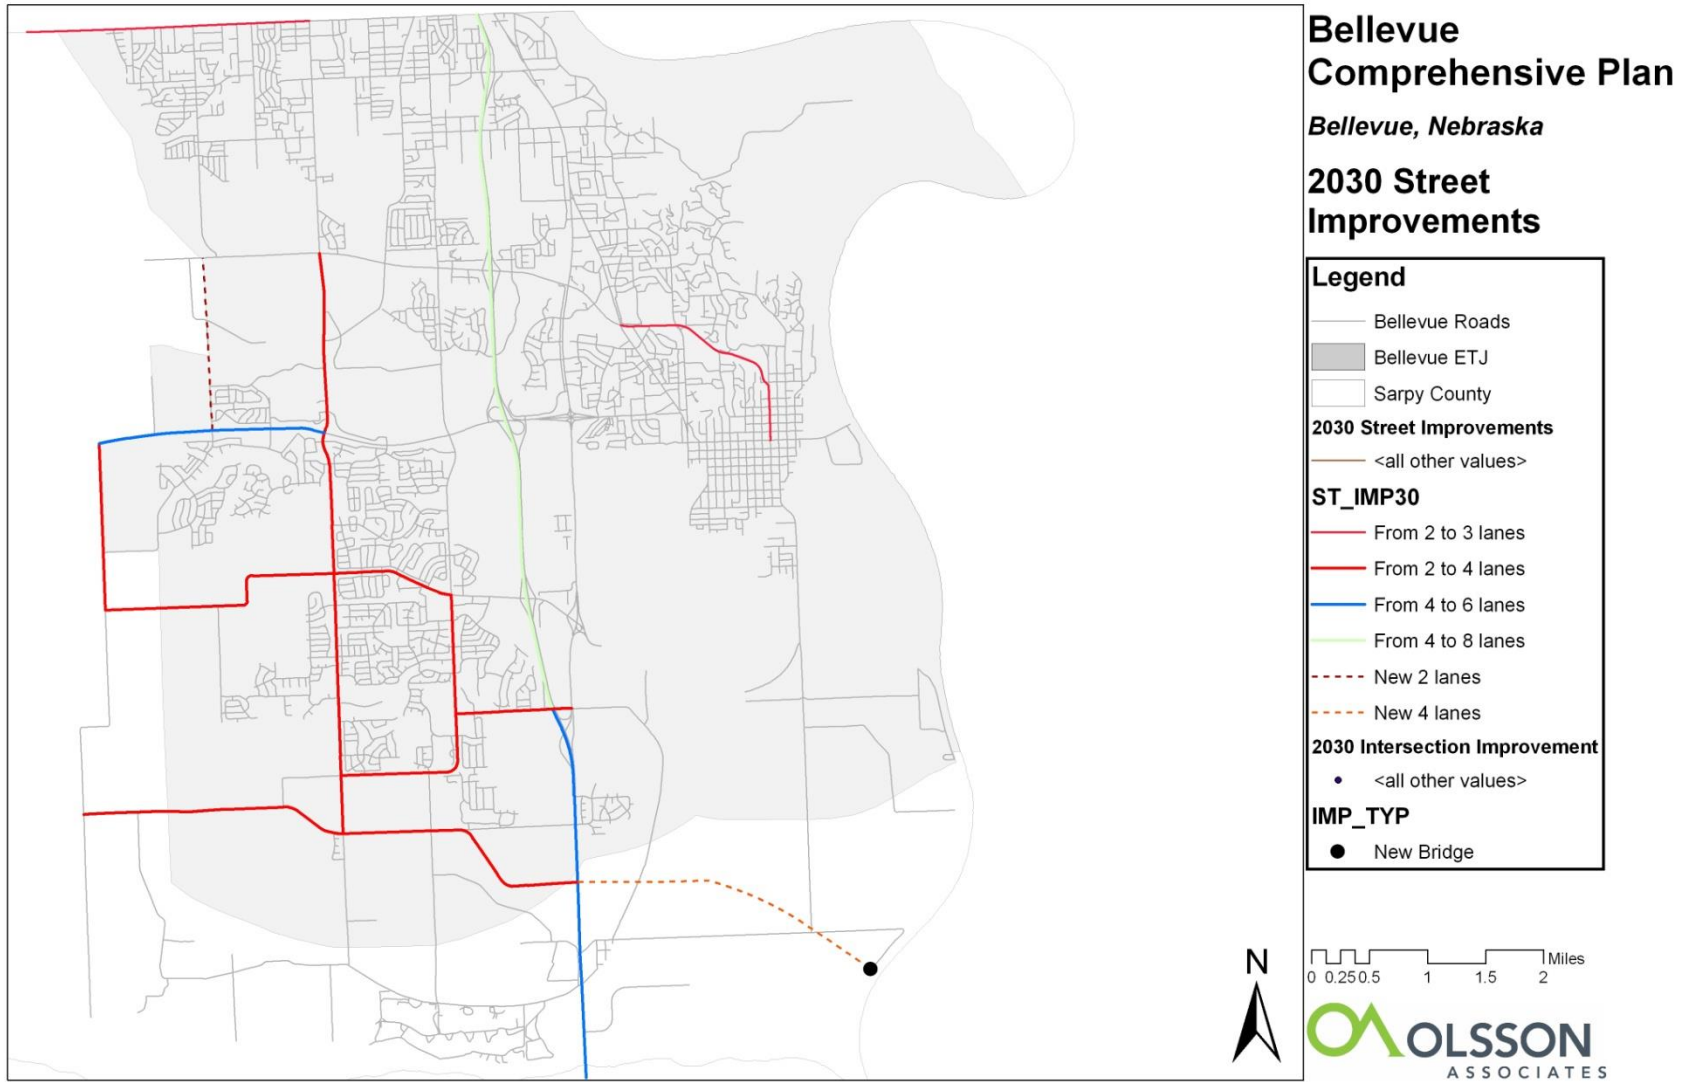 Bellevue
Comprehensive Plan
Bellevue, Nebraska
2030 Street
Improvements
Legend
Bellevue Roads
Bellevue ETJ
Sarpy County
2030 Street Improvements
<all other values>
ST_IMP30
From 2 to 3 lanes
From 2 to 4 lanes
From 4 to 6 lanes
From 4 to 8 lanes
New 2 lanes
New 4 lanes
2030 Intersection Improvement
<all other values>
IMP_TYP
New Bridge
N
Miles
0 0.25 0.5 1 1.5 2
OLSSON
ASSOCIATES